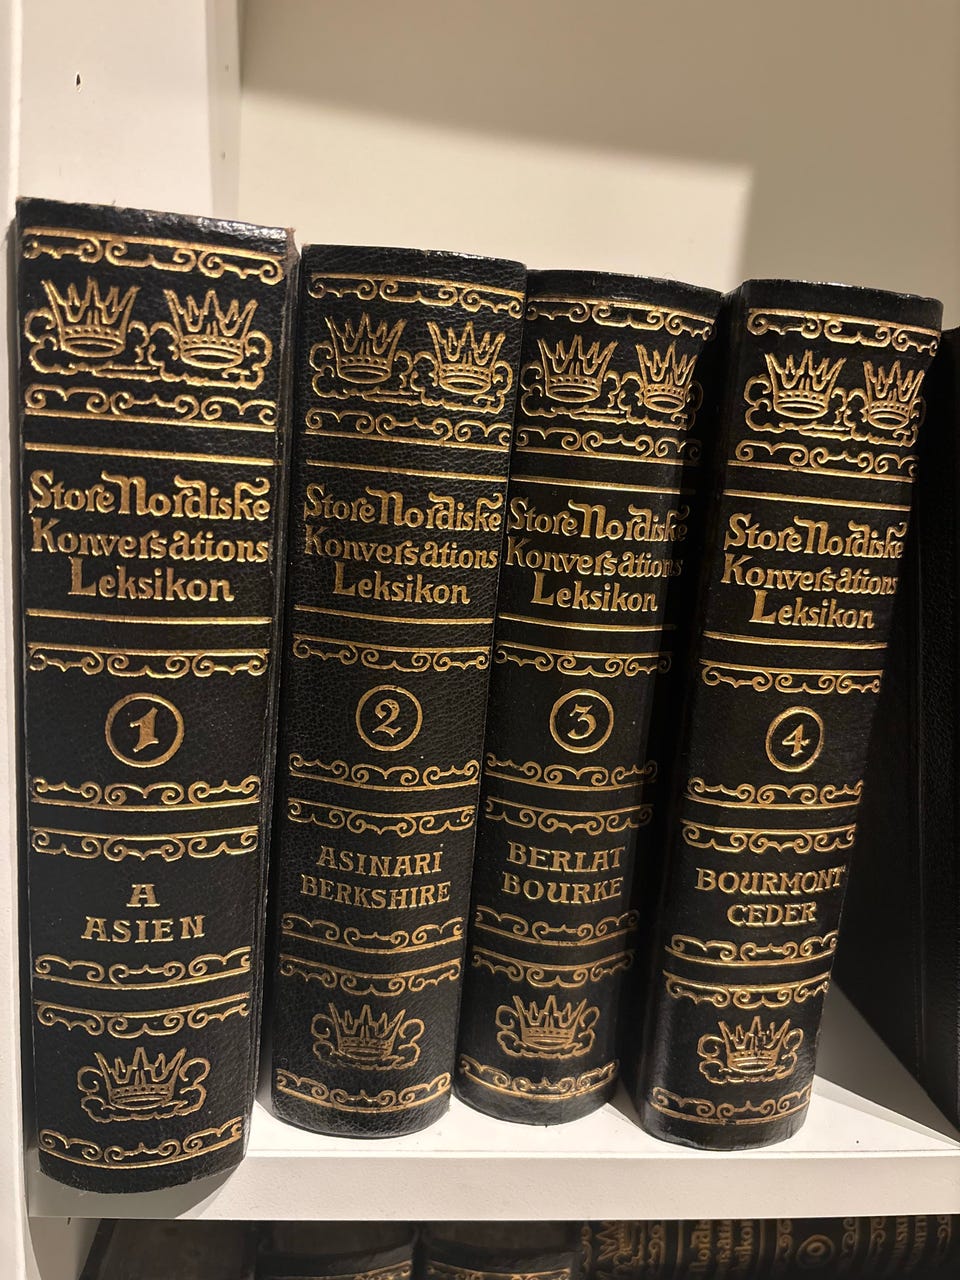 Store Nordiske
Konversations
Leksikon
1
A
ASIEN
Store Nordiske
Konversations
Leksikon
2
ASINARI
BERKSHIRE
Store Nordiske
Konversations
Leksikon
3
BERLAT
BOURKE
Store Nordiske
Konversations
Leksikon
4
BOURMONT
CEDER